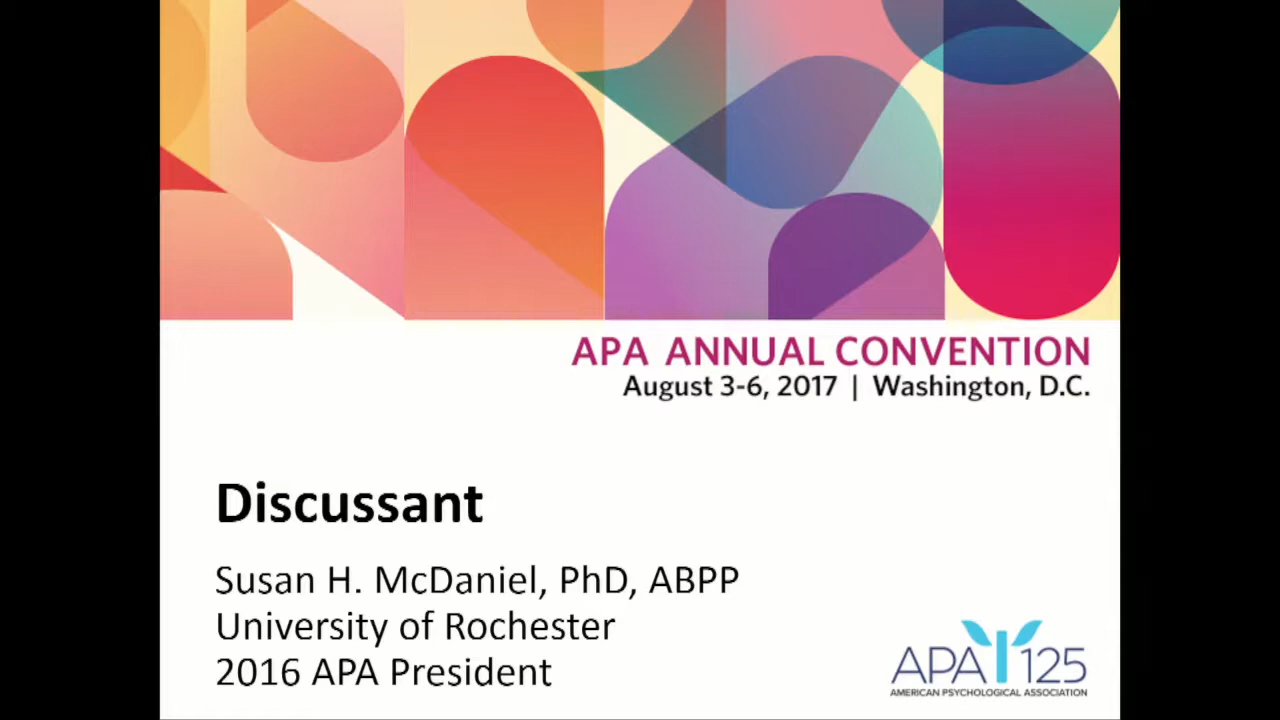 APA ANNUAL CONVENTION
August 3-6, 2017 | Washington, D.C.
Discussant
Susan H. McDaniel, PhD, ABPP
University of Rochester
2016 APA President
APA 125
AMERICAN PSYCHOLOGICAL ASSOCIATION